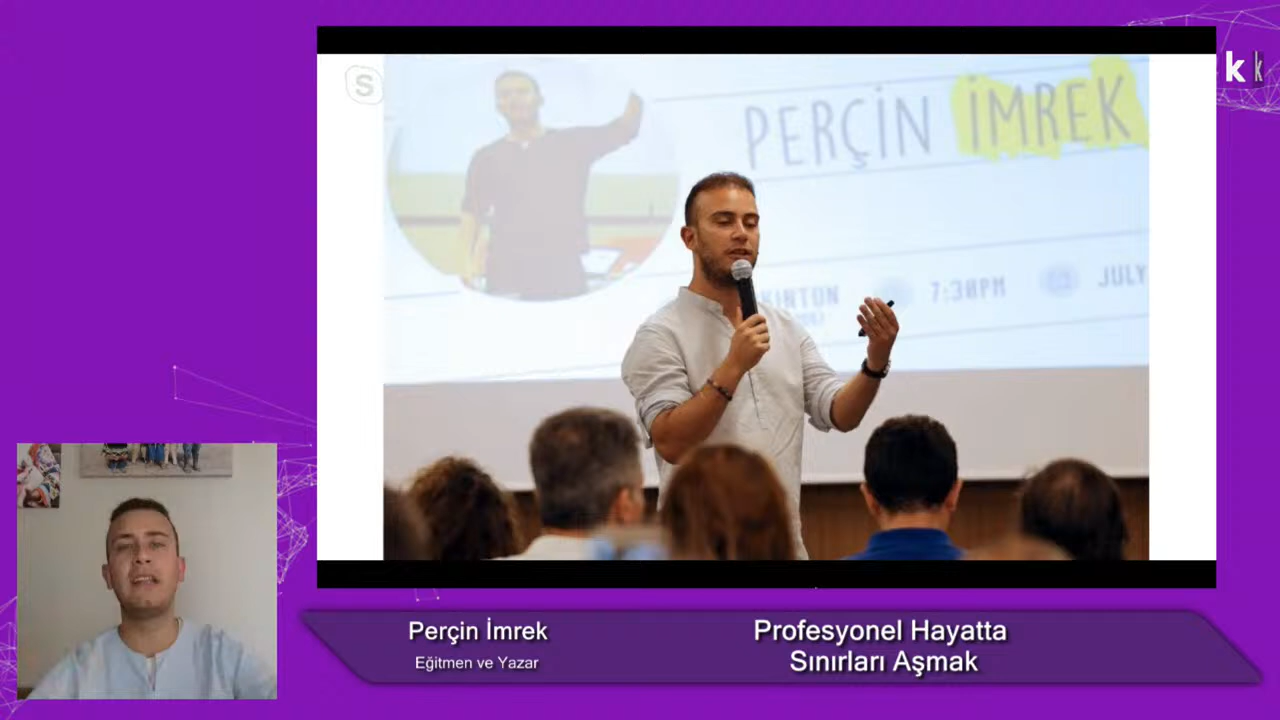 S
PERÇİN İMREK
7:30PM
JULY
k k
Perçin İmrek
Eğitmen ve Yazar
Profesyonel Hayatta
Sınırları Aşmak